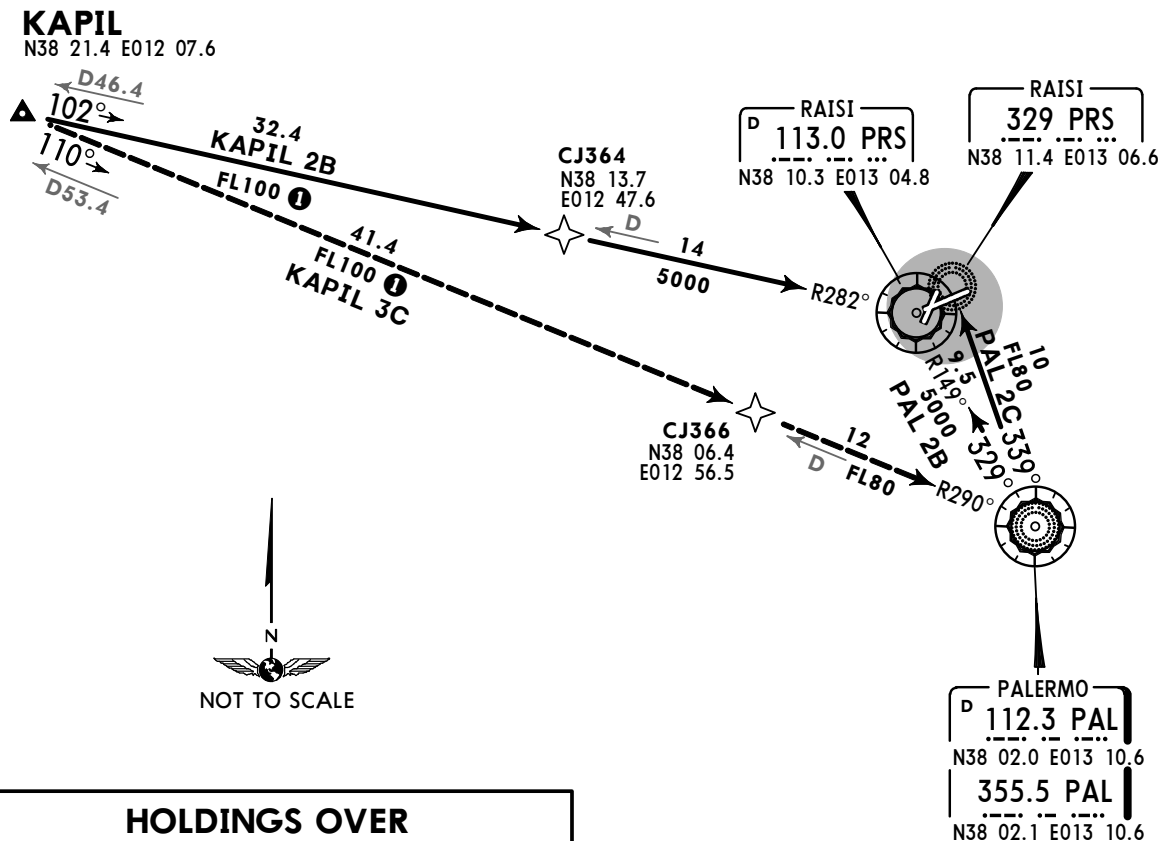 KAPIL
N38 21.4 E012 07.6
D46.4
102°
110°
D53.4
32.4
KAPIL 2B
FL100 1
41.4
FL100 1
KAPIL 3C
CJ364
N38 13.7
E012 47.6
D
14
5000
R282°
RAISI
D 113.0 PRS
N38 10.3 E013 04.8
RAISI
329 PRS
N38 11.4 E013 06.6
CJ366
N38 06.4
E012 56.5
D
12
FL80
R290°
R149°
9.5
5000
PAL 2B
329°
10
FL80
PAL 2C
339°
N
NOT TO SCALE
PALERMO
D 112.3 PAL
N38 02.0 E013 10.6
355.5 PAL
N38 02.1 E013 10.6
HOLDINGS OVER